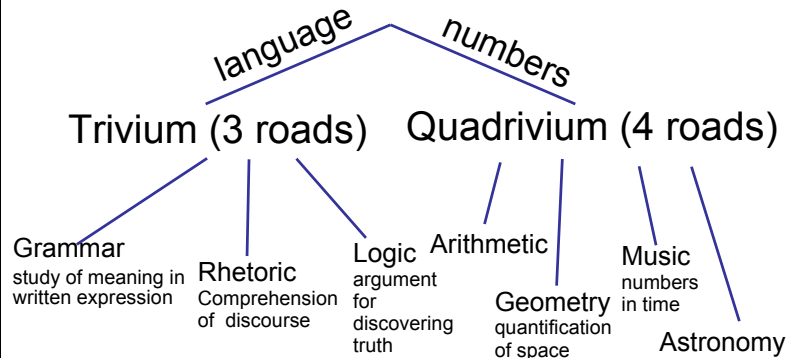 language
numbers
Trivium (3 roads)
Quadrivium (4 roads)
Grammar
study of meaning in
written expression
Rhetoric
Comprehension
of discourse
Logic
argument
for
discovering
truth
Arithmetic
Geometry
quantification
of space
Music
numbers
in time
Astronomy